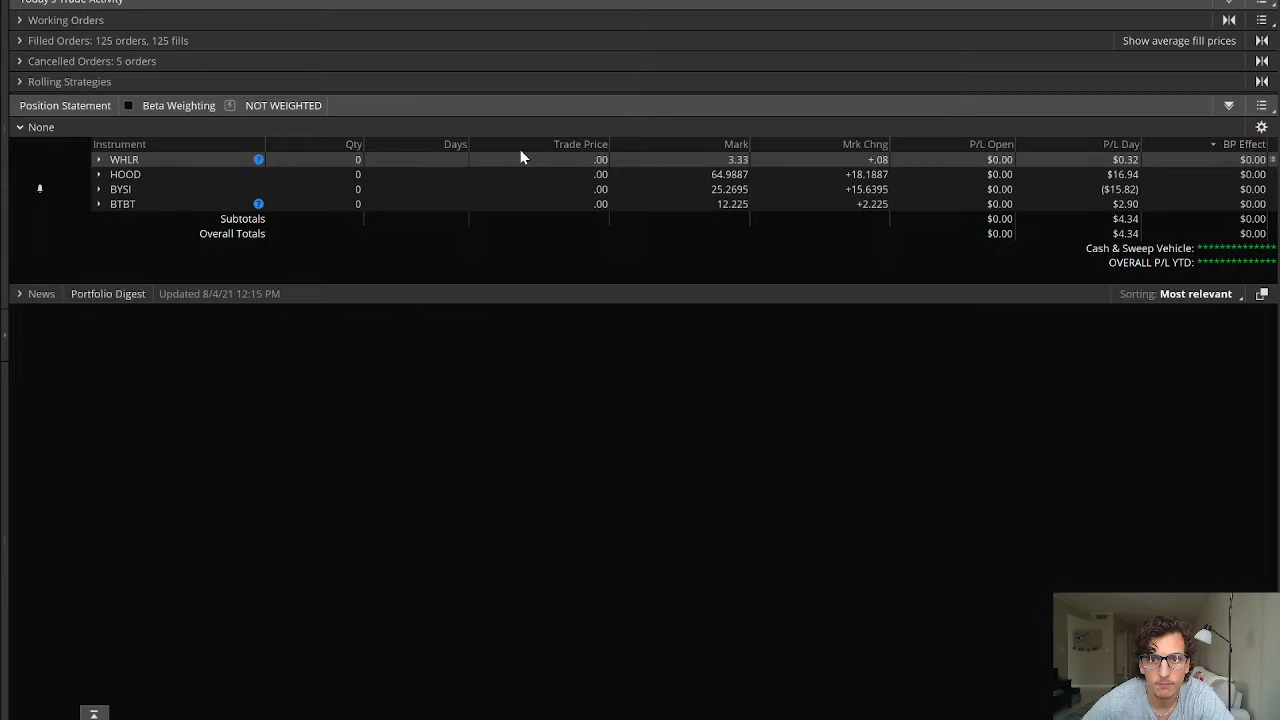 Today's Trade Activity
Working Orders
Filled Orders: 125 orders, 125 fills Show average fill prices
Cancelled Orders: 5 orders
Rolling Strategies
Position Statement Beta Weighting NOT WEIGHTED
None
Instrument Qty Days Trade Price Mark Mrk Chng P/L Open P/L Day BP Effect
WHLR ? 0 .00 3.33 +.08 $0.00 $0.32 $0.00
HOOD 0 .00 64.9887 +18.1887 $0.00 $16.94 $0.00
BYSI 0 .00 25.2695 +15.6395 $0.00 ($15.82) $0.00
BTBT ? 0 .00 12.225 +2.225 $0.00 $2.90 $0.00
Subtotals $0.00 $4.34 $0.00
Overall Totals $0.00 $4.34 $0.00
Cash & Sweep Vehicle: **************
OVERALL P/L YTD: **************
News Portfolio Digest Updated 8/4/21 12:15 PM Sorting: Most relevant